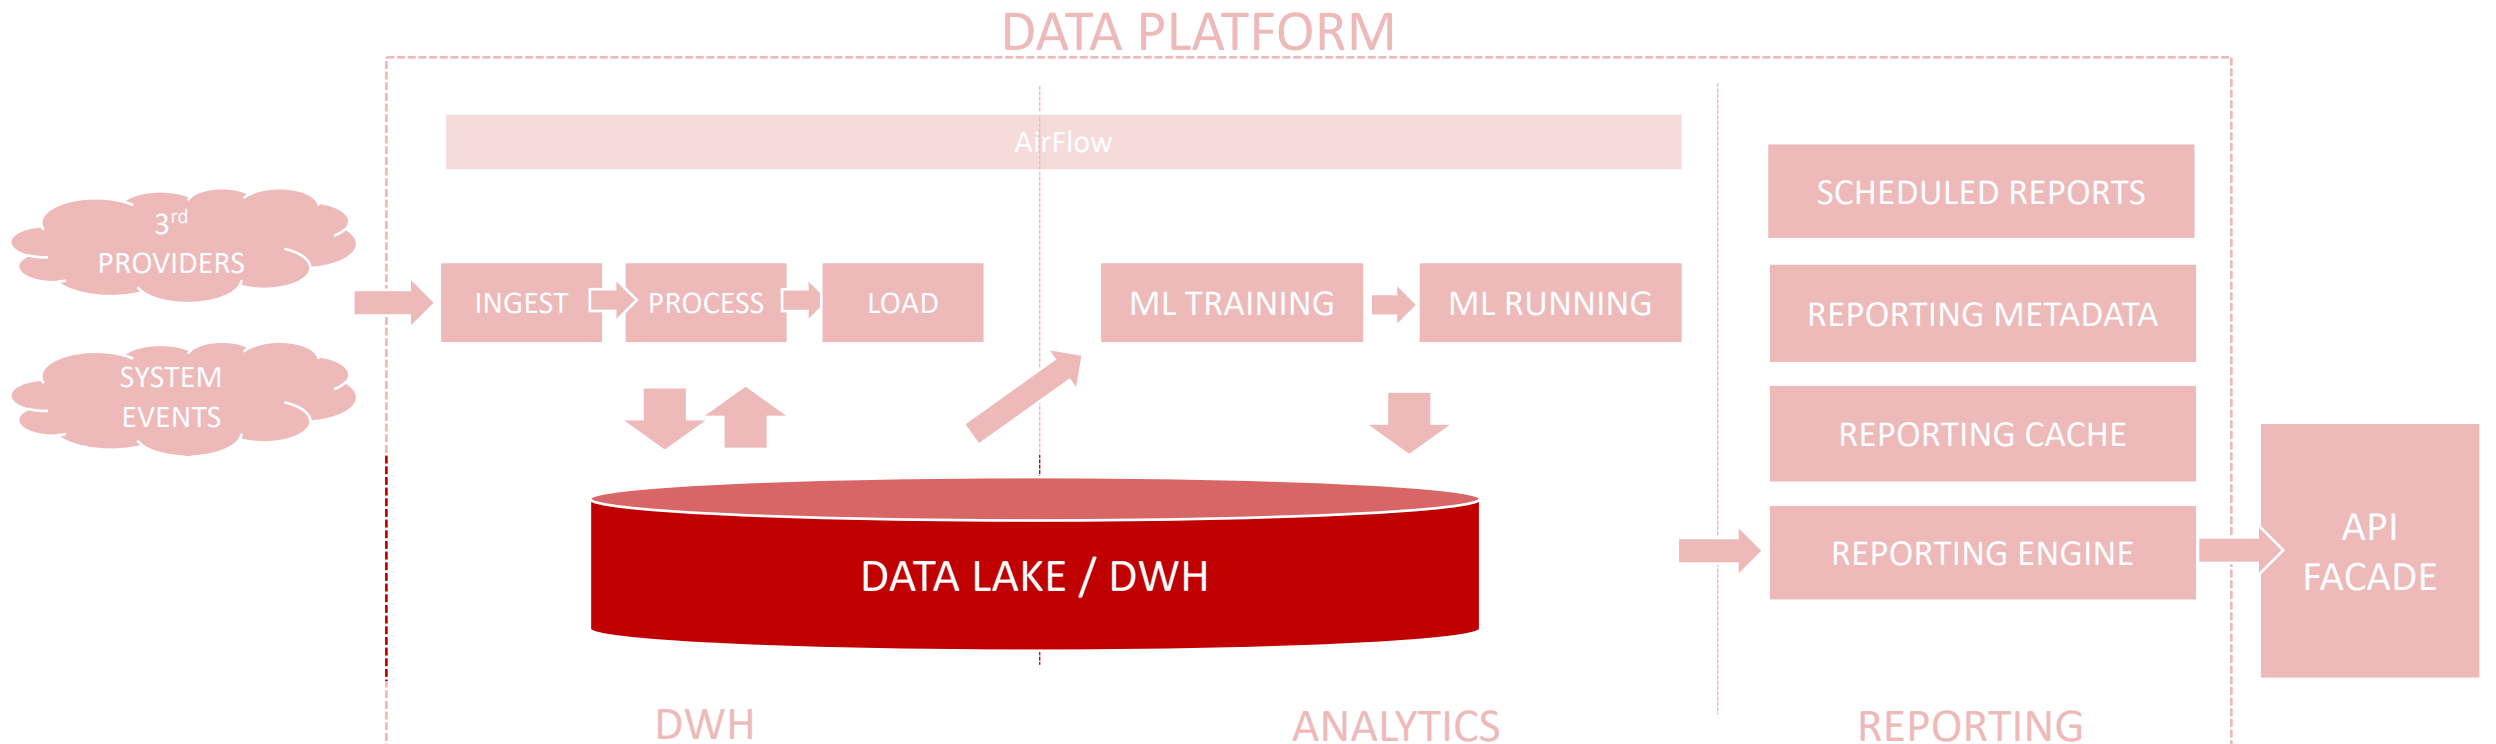 DATA PLATFORM
AirFlow
3rd
PROVIDERS
SYSTEM
EVENTS
INGEST
PROCESS
LOAD
ML TRAINING
ML RUNNING
SCHEDULED REPORTS
REPORTING METADATA
REPORTING CACHE
REPORTING ENGINE
API
FACADE
DATA LAKE / DWH
DWH
ANALYTICS
REPORTING